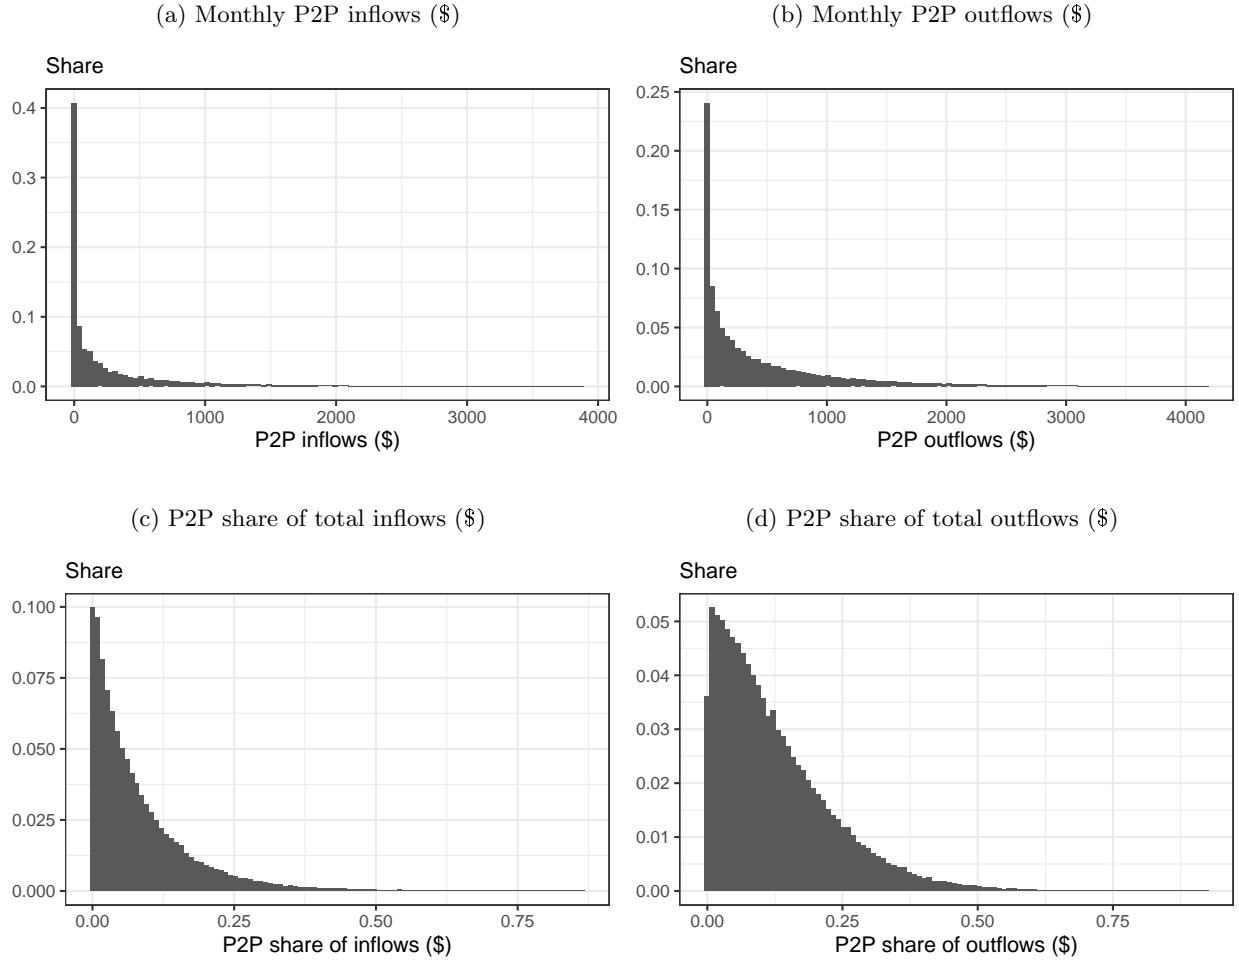 (a) Monthly P2P inflows ($)
Share
0.4
0.3
0.2
0.1
0.0
0 1000 2000 3000 4000
P2P inflows ($)
(b) Monthly P2P outflows ($)
Share
0.25
0.20
0.15
0.10
0.05
0.00
0 1000 2000 3000 4000
P2P outflows ($)
(c) P2P share of total inflows ($)
Share
0.100
0.075
0.050
0.025
0.000
0.00 0.25 0.50 0.75
P2P share of inflows ($)
(d) P2P share of total outflows ($)
Share
0.05
0.04
0.03
0.02
0.01
0.00
0.00 0.25 0.50 0.75
P2P share of outflows ($)